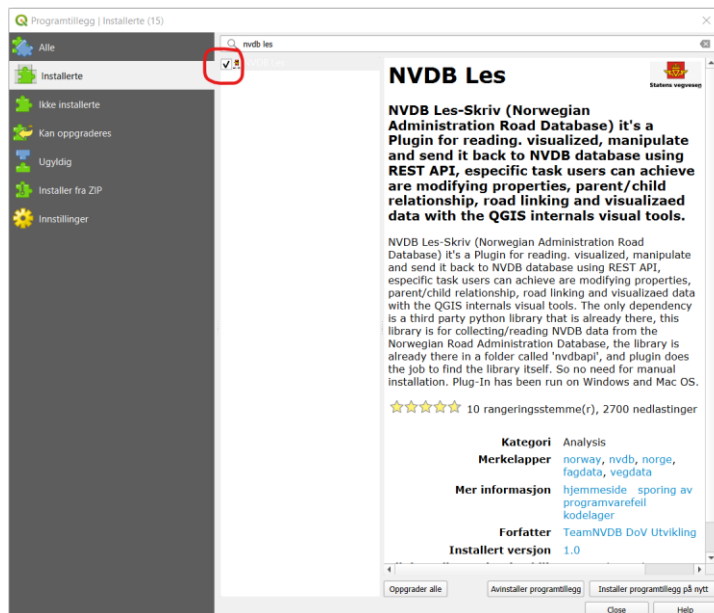 Programtillegg | Installerte (15)
Alle
Installerte
Ikke installerte
Kan oppgraderes
Ugyldig
Installer fra ZIP
Innstillinger
nvdb les
NVDB Les
NVDB Les
Statens vegvesen
NVDB Les-Skriv (Norwegian
Administration Road
Database) it's a
Plugin for reading. visualized, manipulate
and send it back to NVDB database using
REST API, especific task users can achieve
are modifying properties, parent/child
relationship, road linking and visualizaed
data with the QGIS internals visual tools.
NVDB Les-Skriv (Norwegian Administration Road
Database) it's a Plugin for reading. visualized, manipulate
and send it back to NVDB database using REST API,
especific task users can achieve are modifying properties,
parent/child relationship, road linking and visualizaed data
with the QGIS internals visual tools. The only dependency
is a third party python library that is already there, this
library is for collecting/reading NVDB data from the
Norwegian Road Administration Database, the library is
already there in a folder called 'nvdbapi', and plugin does
the job to find the library itself. So no need for manual
installation. Plug-In has been run on Windows and Mac OS.
10 rangeringsstemme(r), 2700 nedlastinger
Kategori Analysis
Merkelapper norway, nvdb, norge,
fagdata, vegdata
Mer informasjon hjemmeside sporing av
programvarefeil
kodelager
Forfatter TeamNVDB DoV Utvikling
Installert versjon 1.0
Oppgrader alle
Avinstaller programtillegg
Installer programtillegg på nytt
Close
Help